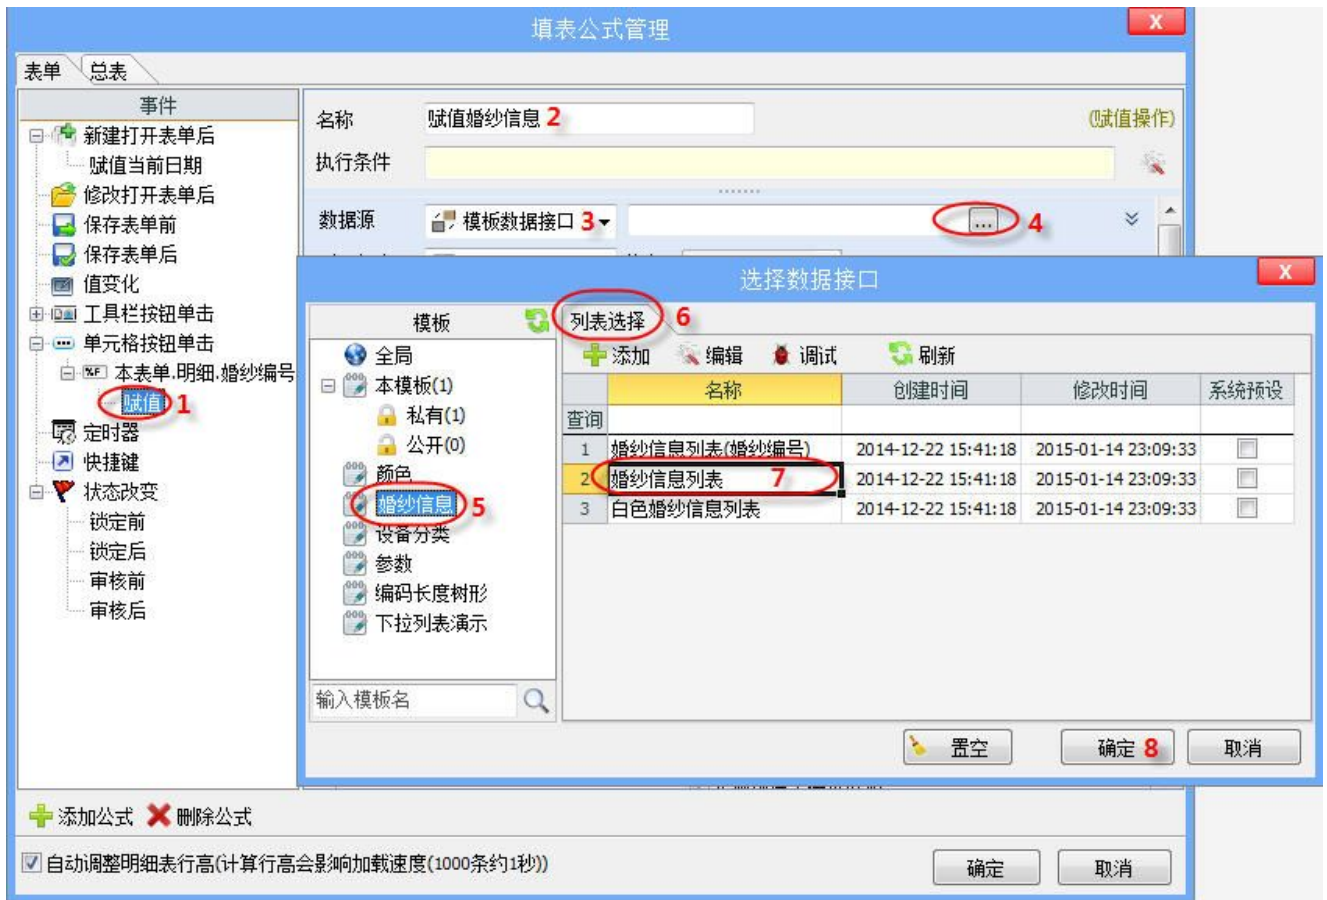 填表公式管理
X
表单
总表
事件
新建打开表单后
赋值当前日期
修改打开表单后
保存表单前
保存表单后
值变化
工具栏按钮单击
单元格按钮单击
本表单.明细.婚纱编号
赋值 1
定时器
快捷键
状态改变
锁定前
锁定后
审核前
审核后
名称
赋值婚纱信息 2
(赋值操作)
执行条件
数据源
模板数据接口 3
... 4
选择数据接口
X
模板
全局
本模板(1)
私有(1)
公开(0)
颜色
婚纱信息 5
设备分类
参数
编码长度树形
下拉列表演示
输入模板名
列表选择 6
添加 编辑 调试 刷新
名称 创建时间 修改时间 系统预设
查询
1 婚纱信息列表(婚纱编号) 2014-12-22 15:41:18 2015-01-14 23:09:33
2 婚纱信息列表 7 2014-12-22 15:41:18 2015-01-14 23:09:33
3 白色婚纱信息列表 2014-12-22 15:41:18 2015-01-14 23:09:33
置空 确定 8 取消
添加公式 删除公式
自动调整明细表行高(计算行高会影响加载速度(1000条约1秒))
确定 取消